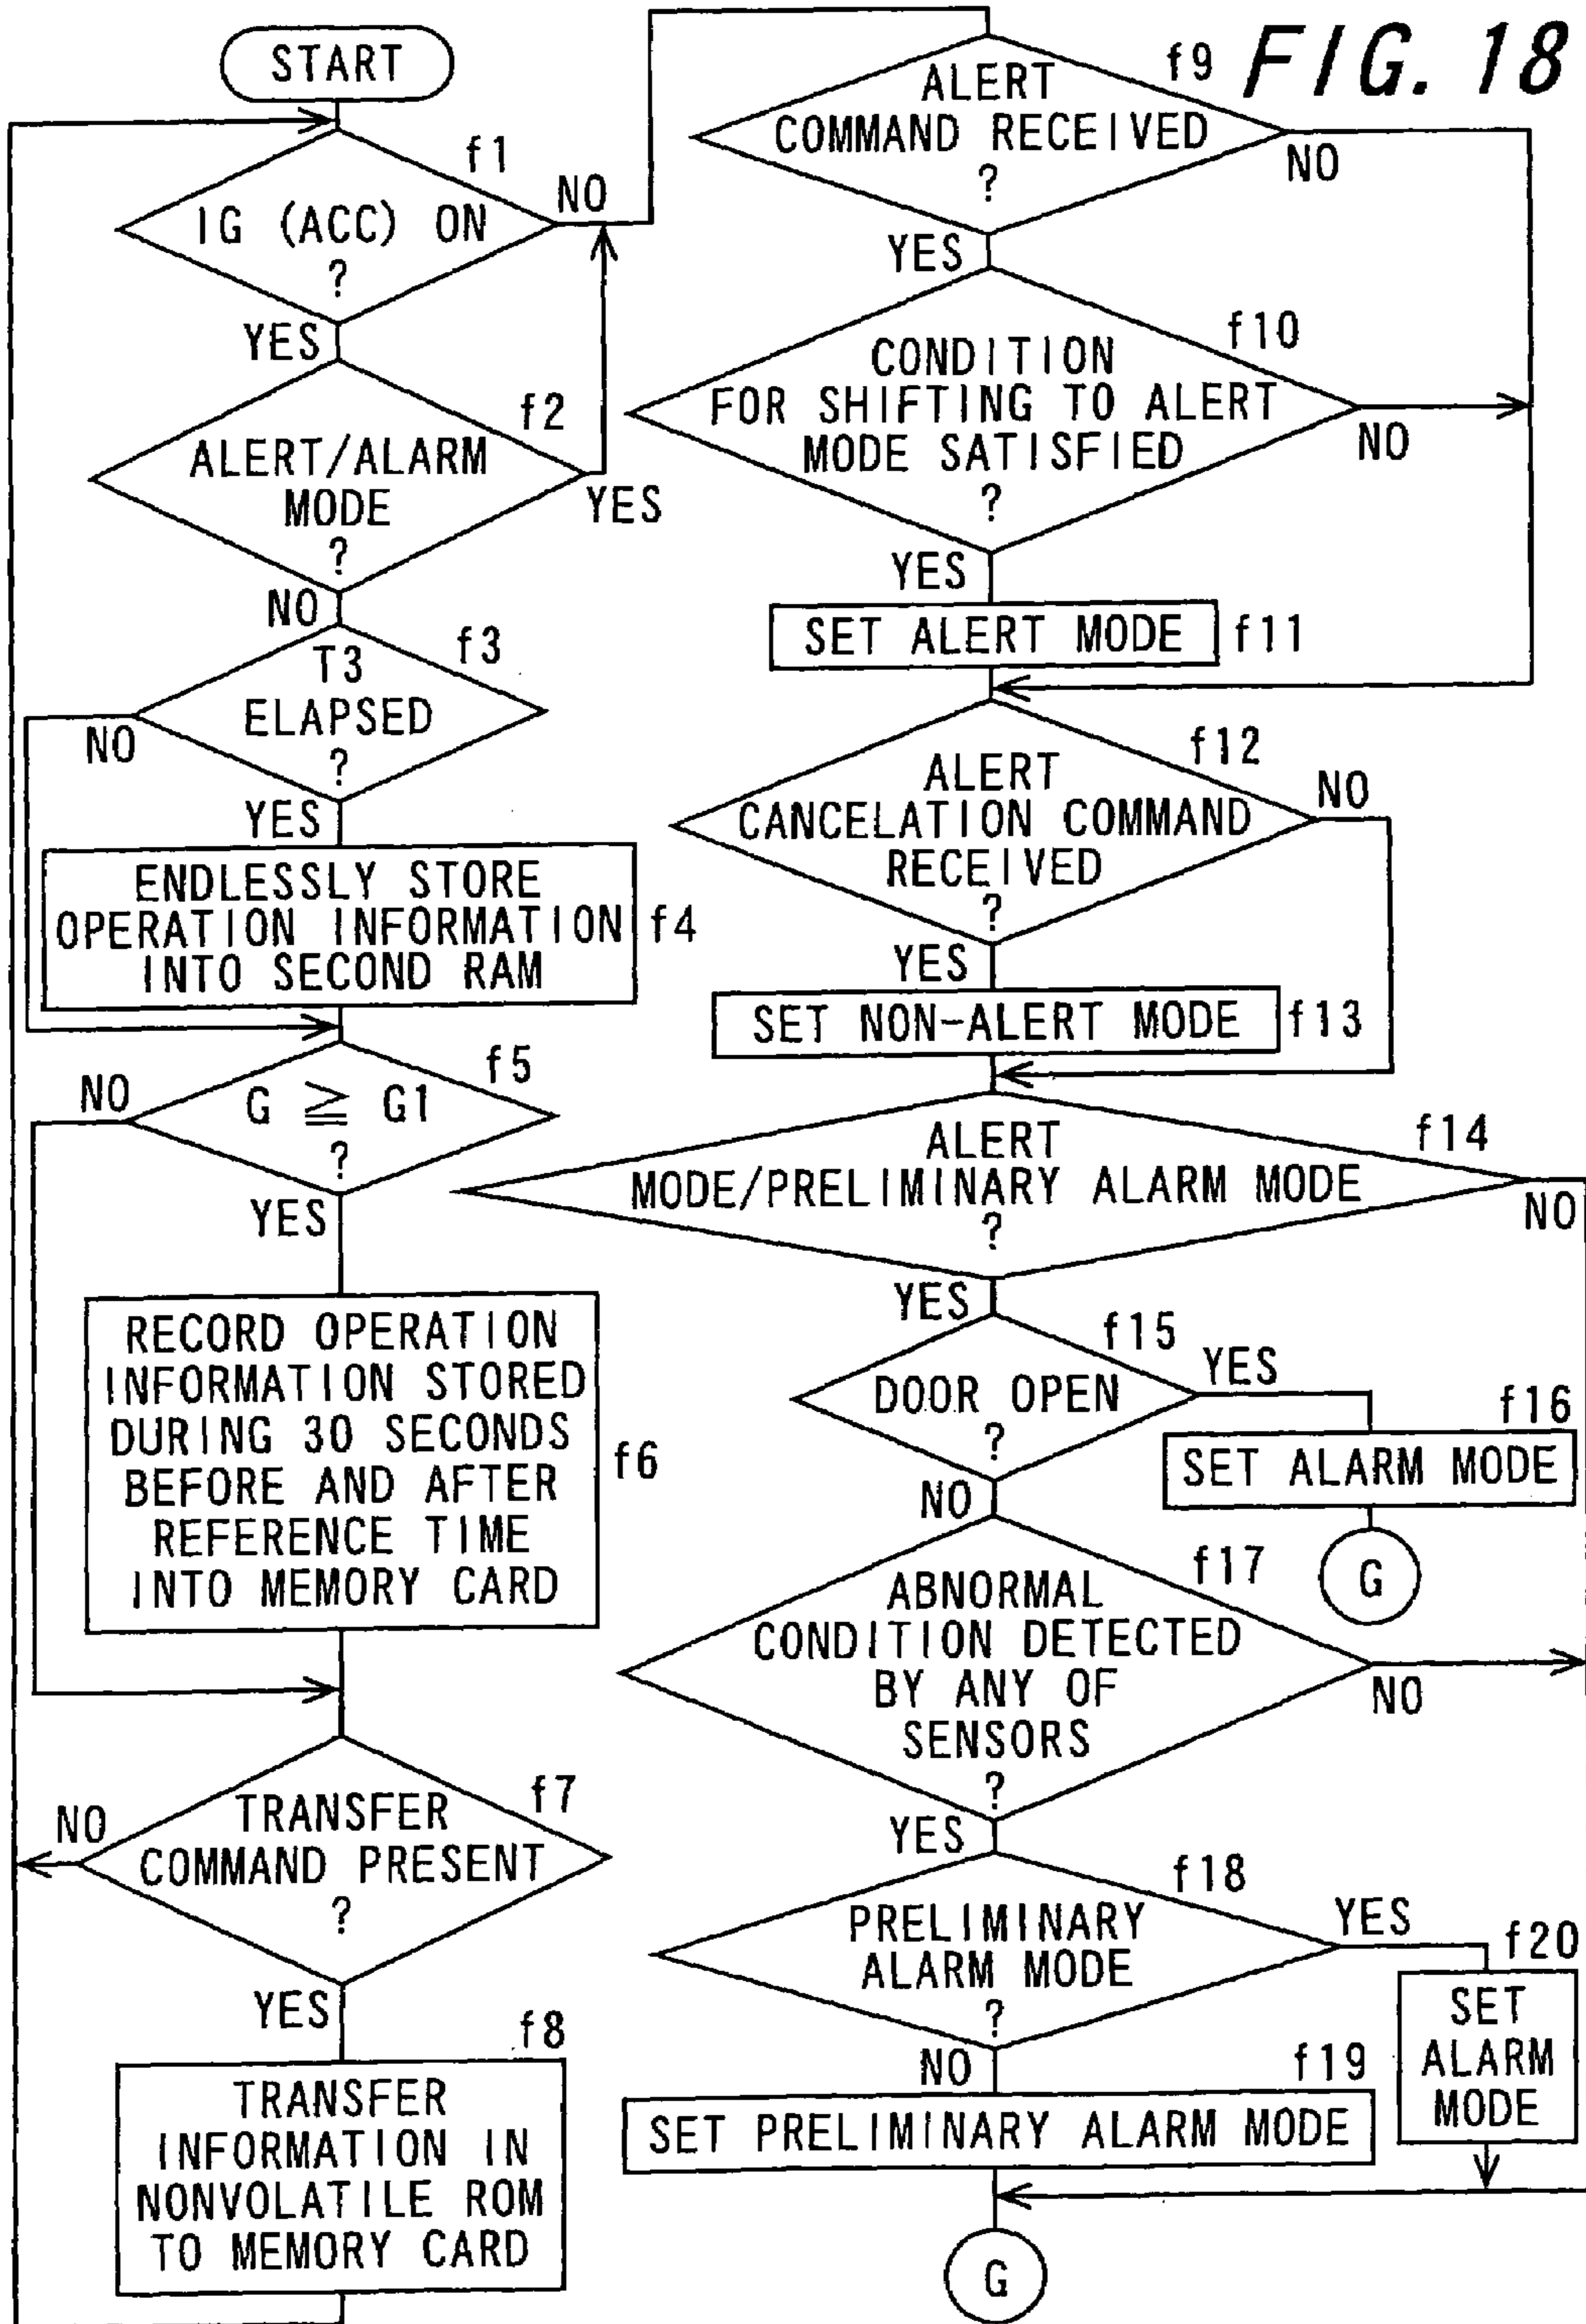 FIG. 18
START
f1
IG (ACC) ON
?
NO
YES
f2
ALERT/ALARM
MODE
?
YES
NO
f3
T3
ELAPSED
?
NO
YES
ENDLESSLY STORE
OPERATION INFORMATION
INTO SECOND RAM
f4
f5
G ≧ G1
?
NO
YES
RECORD OPERATION
INFORMATION STORED
DURING 30 SECONDS
BEFORE AND AFTER
REFERENCE TIME
INTO MEMORY CARD
f6
f7
TRANSFER
COMMAND PRESENT
?
NO
YES
f8
TRANSFER
INFORMATION IN
NONVOLATILE ROM
TO MEMORY CARD
f9
ALERT
COMMAND RECEIVED
?
NO
YES
f10
CONDITION
FOR SHIFTING TO ALERT
MODE SATISFIED
?
NO
YES
SET ALERT MODE
f11
f12
ALERT
CANCELATION COMMAND
RECEIVED
?
NO
YES
SET NON-ALERT MODE
f13
f14
ALERT
MODE/PRELIMINARY ALARM MODE
?
NO
YES
f15
DOOR OPEN
?
YES
f16
SET ALARM MODE
G
NO
f17
ABNORMAL
CONDITION DETECTED
BY ANY OF
SENSORS
?
NO
YES
f18
PRELIMINARY
ALARM MODE
?
YES
f20
SET
ALARM
MODE
NO
f19
SET PRELIMINARY ALARM MODE
G